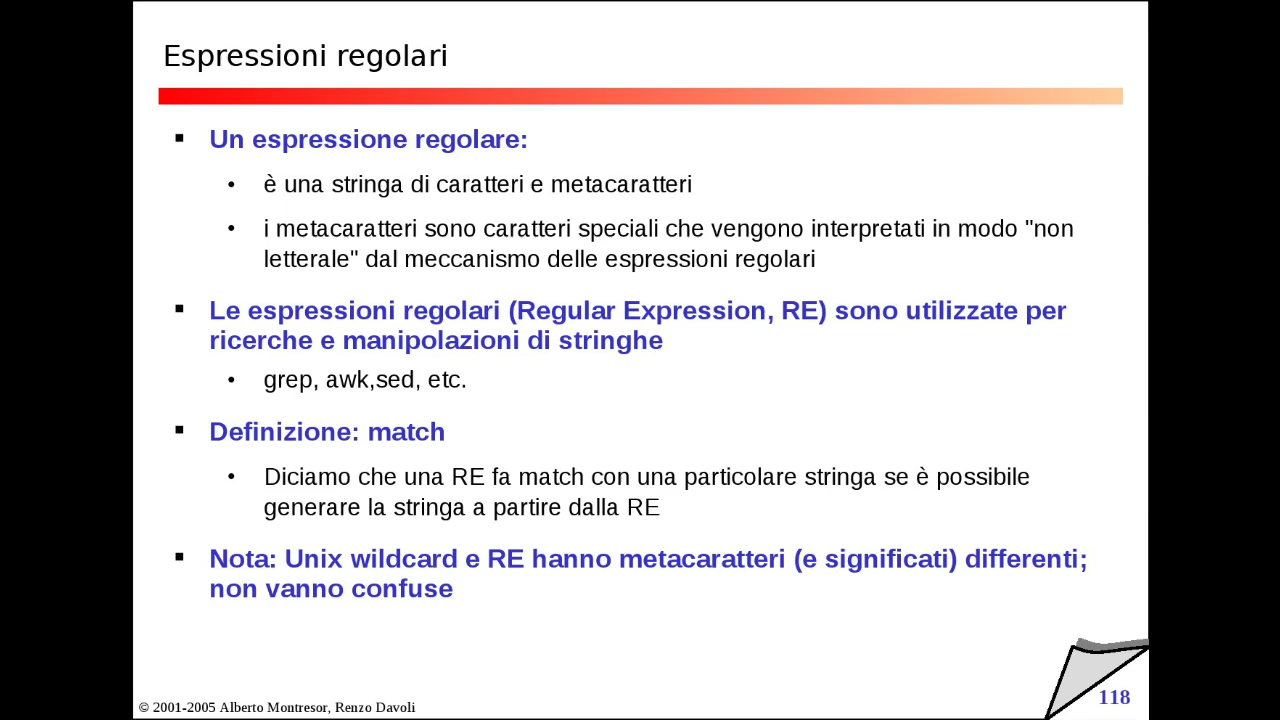 Espressioni regolari
Un espressione regolare:
è una stringa di caratteri e metacaratteri
i metacaratteri sono caratteri speciali che vengono interpretati in modo "non
letterale" dal meccanismo delle espressioni regolari
Le espressioni regolari (Regular Expression, RE) sono utilizzate per
ricerche e manipolazioni di stringhe
grep, awk,sed, etc.
Definizione: match
Diciamo che una RE fa match con una particolare stringa se è possibile
generare la stringa a partire dalla RE
Nota: Unix wildcard e RE hanno metacaratteri (e significati) differenti;
non vanno confuse
© 2001-2005 Alberto Montresor, Renzo Davoli
118